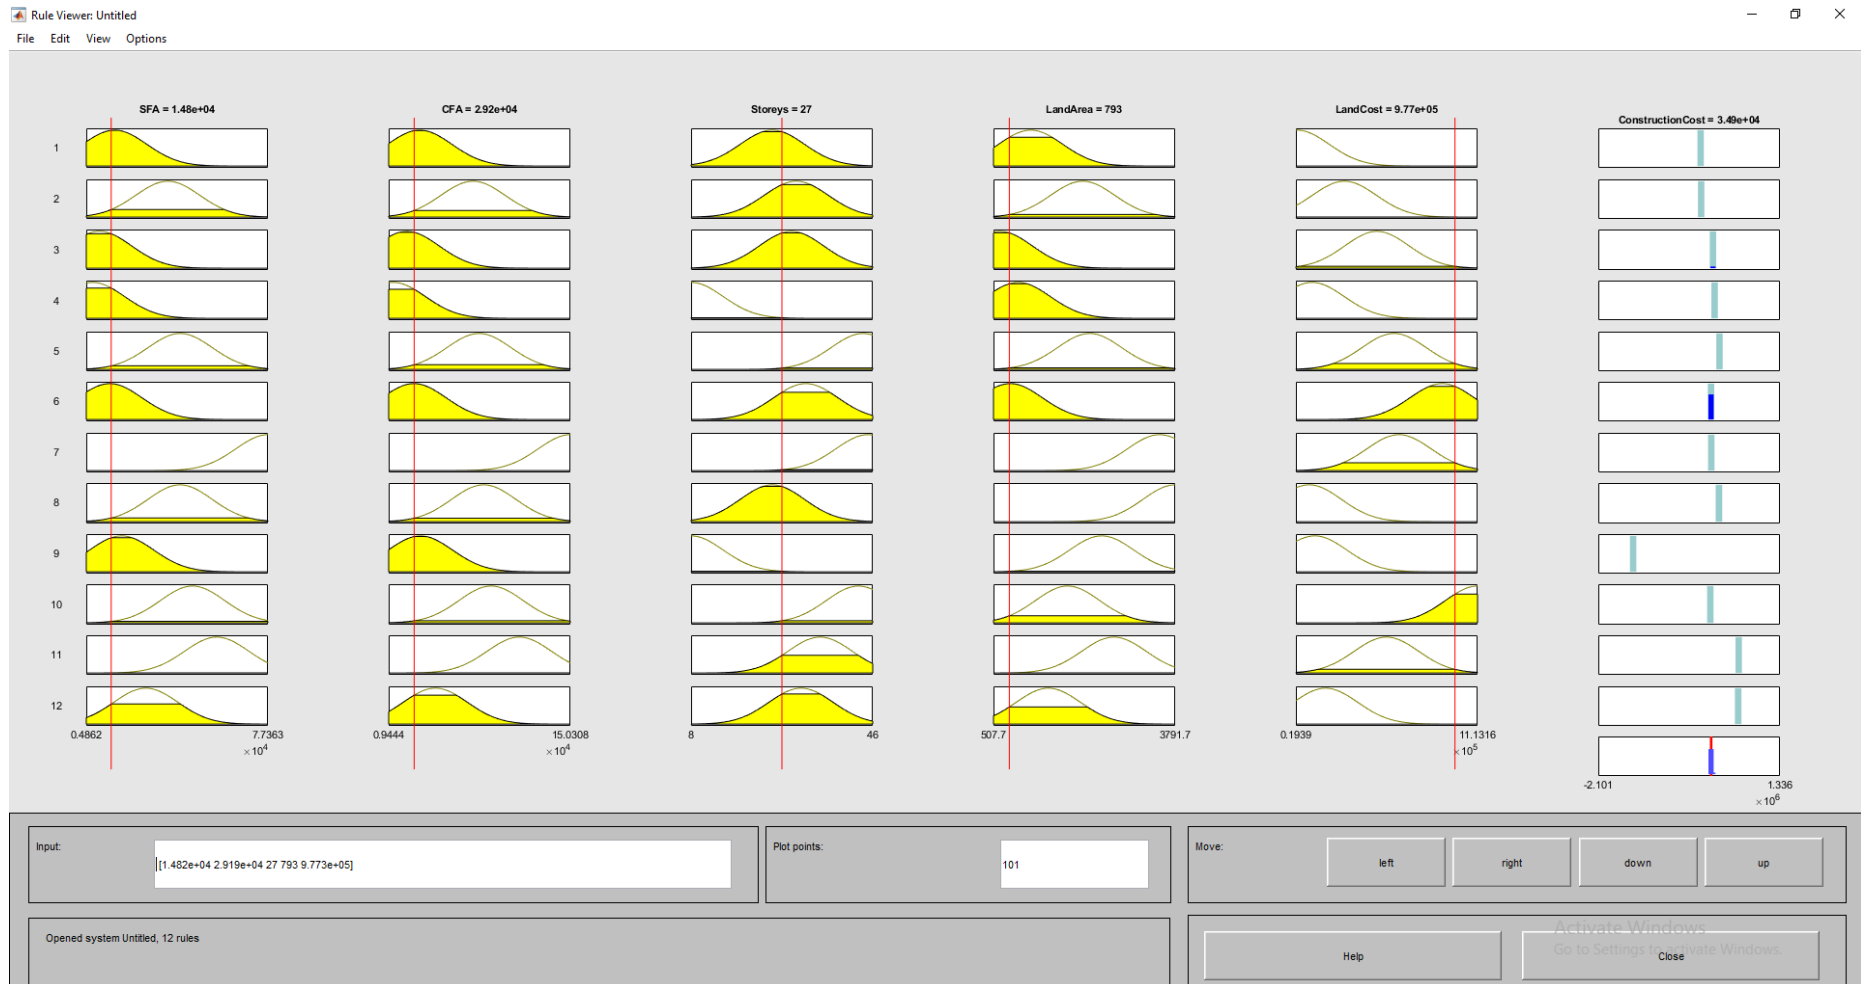 Rule Viewer: Untitled
File Edit View Options
SFA = 1.48e+04 CFA = 2.92e+04 Storeys = 27 LandArea = 793 LandCost = 9.77e+05 ConstructionCost = 3.49e+04
1
2
3
4
5
6
7
8
9
10
11
12
0.4862 7.7363 0.9444 15.0308 8 46 507.7 3791.7 0.1939 11.1316
×10^4 ×10^4 ×10^5
-2.101 1.336
×10^6
Input: [1.482e+04 2.919e+04 27 793 9.773e+05] Plot points: 101 Move: left right down up
Opened system Untitled, 12 rules
Activate Windows
Go to Settings to activate Windows.
Help Close